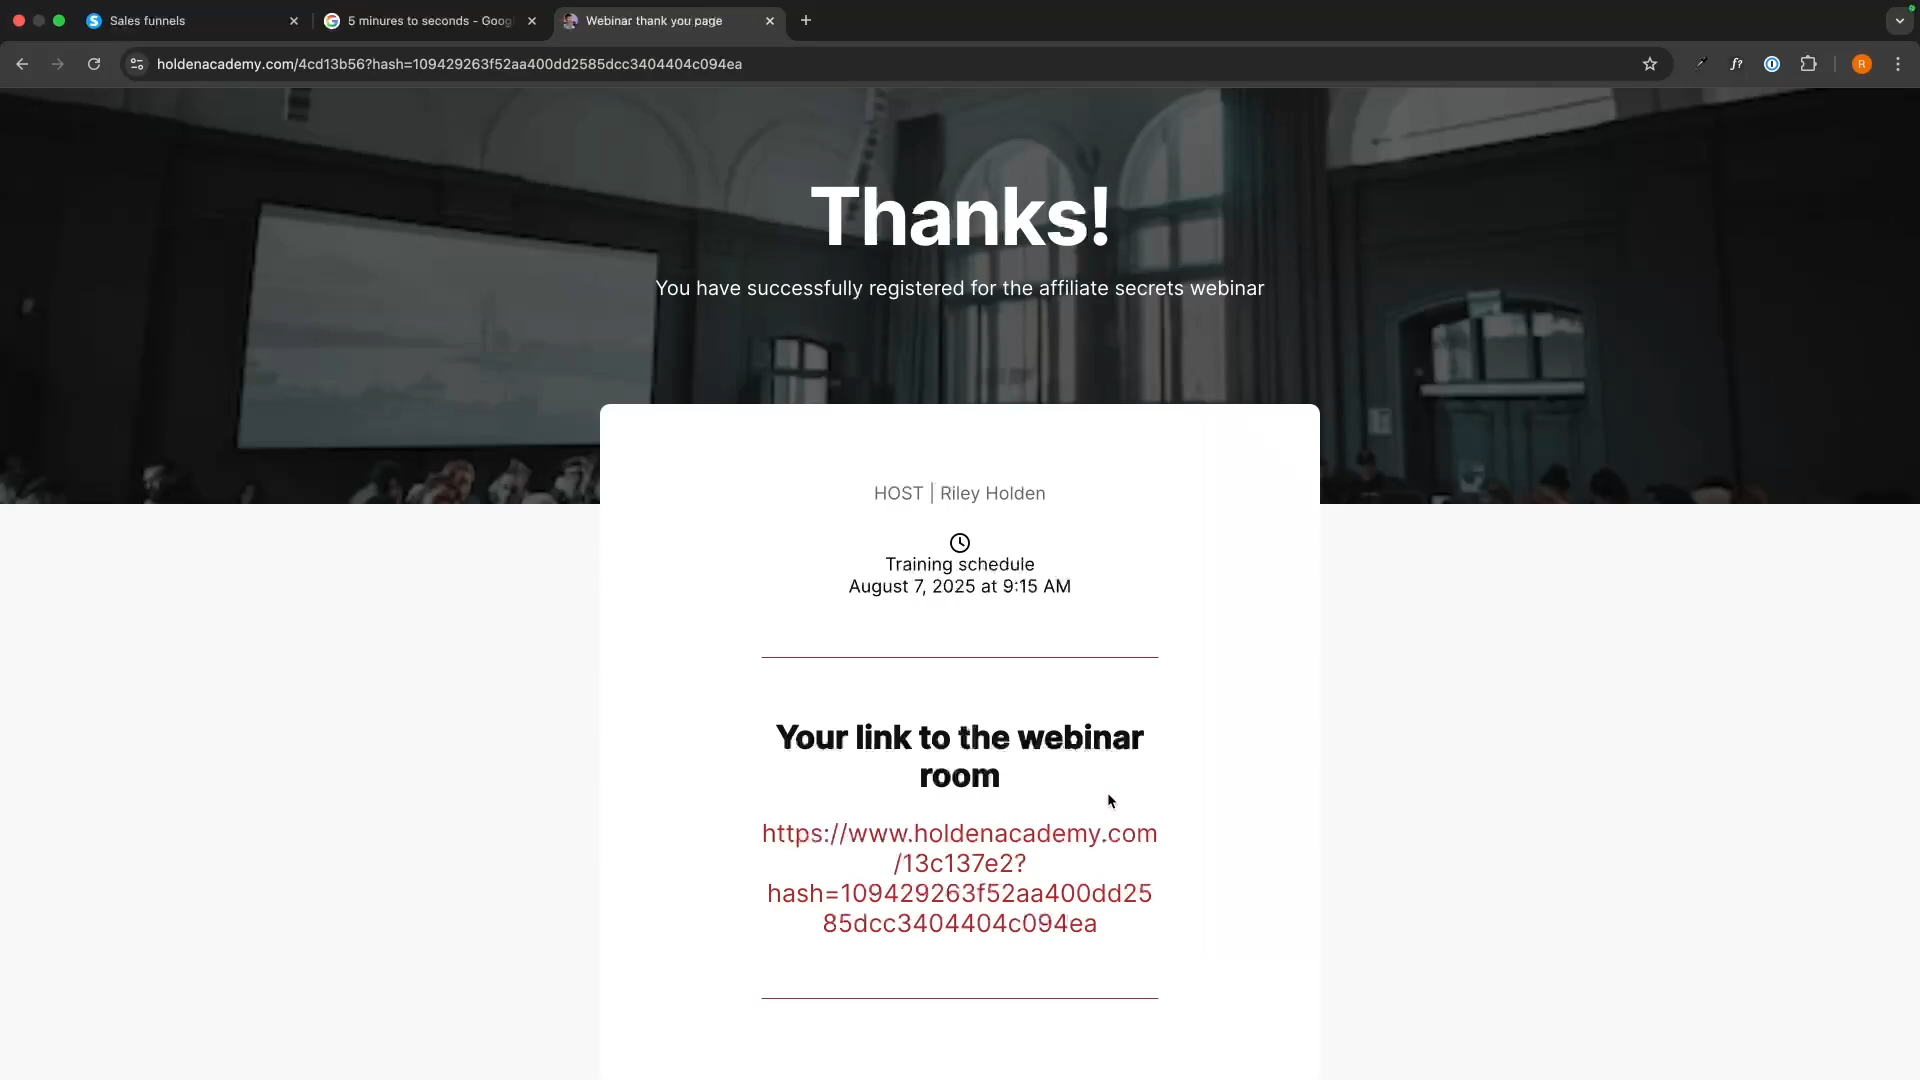 Sales funnels
5 minures to seconds - Goog
Webinar thank you page
holdenacademy.com/4cd13b56?hash=109429263f52aa400dd2585dcc3404404c094ea
f?
R
Thanks!
You have successfully registered for the affiliate secrets webinar
HOST | Riley Holden
Training schedule
August 7, 2025 at 9:15 AM
Your link to the webinar
room
https://www.holdenacademy.com
/13c137e2?
hash=109429263f52aa400dd25
85dcc3404404c094ea